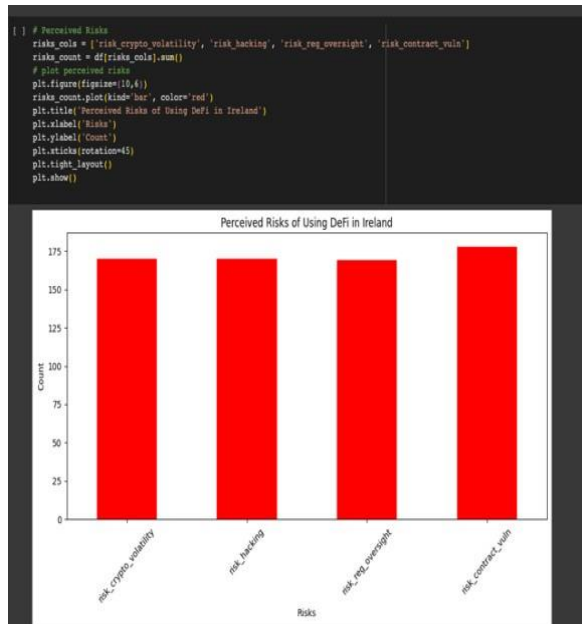 [ ] # Perceived Risks
risks_cols = ['risk_crypto_volatility', 'risk_hacking', 'risk_reg_oversight', 'risk_contract_vuln']
risks_count = df[risks_cols].sum()
# plot perceived risks
plt.figure(figsize=(10,6))
risks_count.plot(kind='bar', color='red')
plt.title('Perceived Risks of Using DeFi in Ireland')
plt.xlabel('Risks')
plt.ylabel('Count')
plt.xticks(rotation=45)
plt.tight_layout()
plt.show()
Perceived Risks of Using DeFi in Ireland
175
150
125
100
75
50
25
0
Count
risk_crypto_volatility
risk_hacking
risk_reg_oversight
risk_contract_vuln
Risks